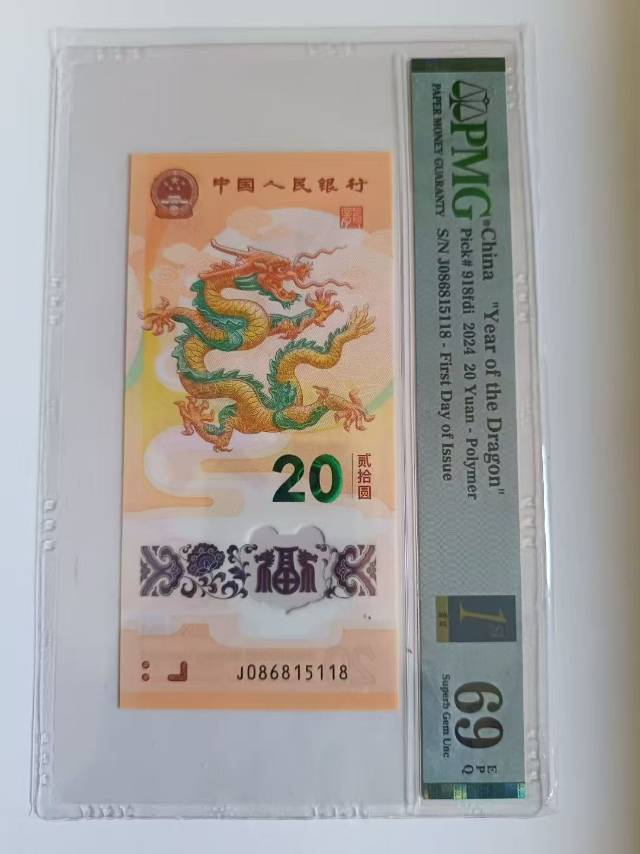 中国人民银行
20
贰拾圆
福
J086815118
PMG
PAPER MONEY GUARANTY
China "Year of the Dragon"
Pick# 918fdi 2024 20 Yuan - Polymer
S/N J086815118 - First Day of Issue
1st
69 EPQ
Superb Gem Unc